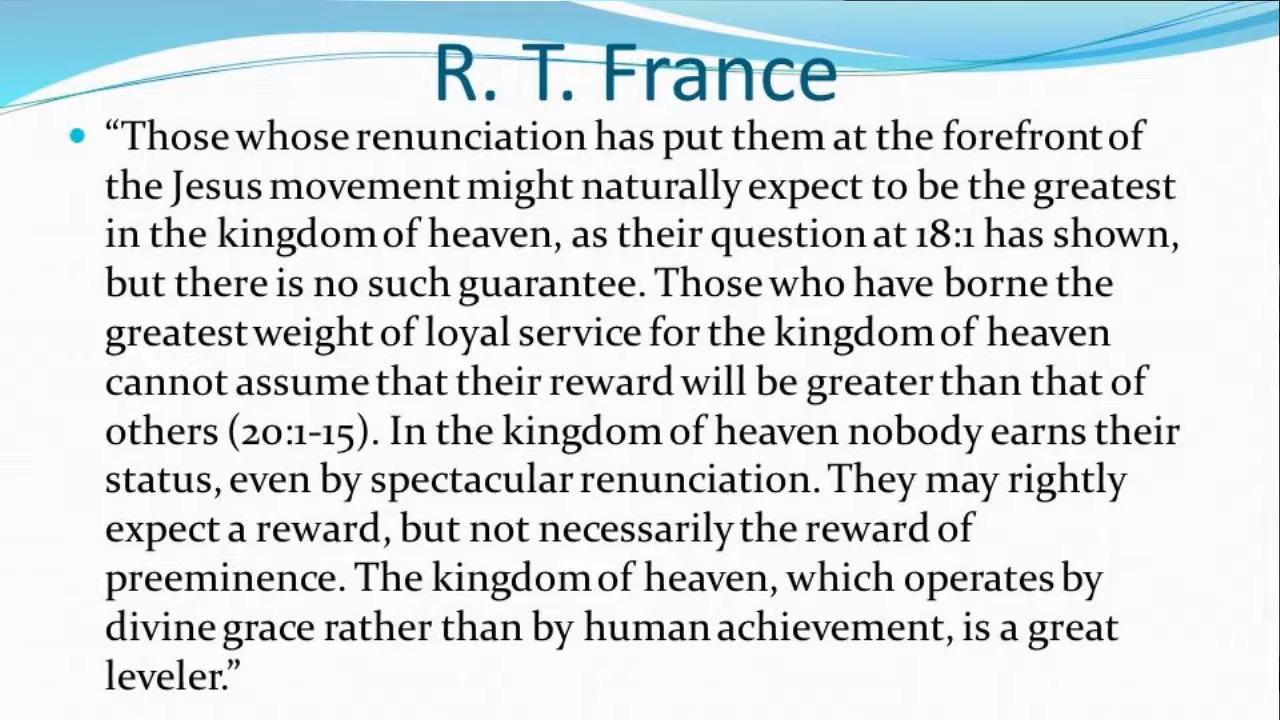 R. T. France
• “Those whose renunciation has put them at the forefront of
the Jesus movement might naturally expect to be the greatest
in the kingdom of heaven, as their question at 18:1 has shown,
but there is no such guarantee. Those who have borne the
greatest weight of loyal service for the kingdom of heaven
cannot assume that their reward will be greater than that of
others (20:1-15). In the kingdom of heaven nobody earns their
status, even by spectacular renunciation. They may rightly
expect a reward, but not necessarily the reward of
preeminence. The kingdom of heaven, which operates by
divine grace rather than by human achievement, is a great
leveler.”